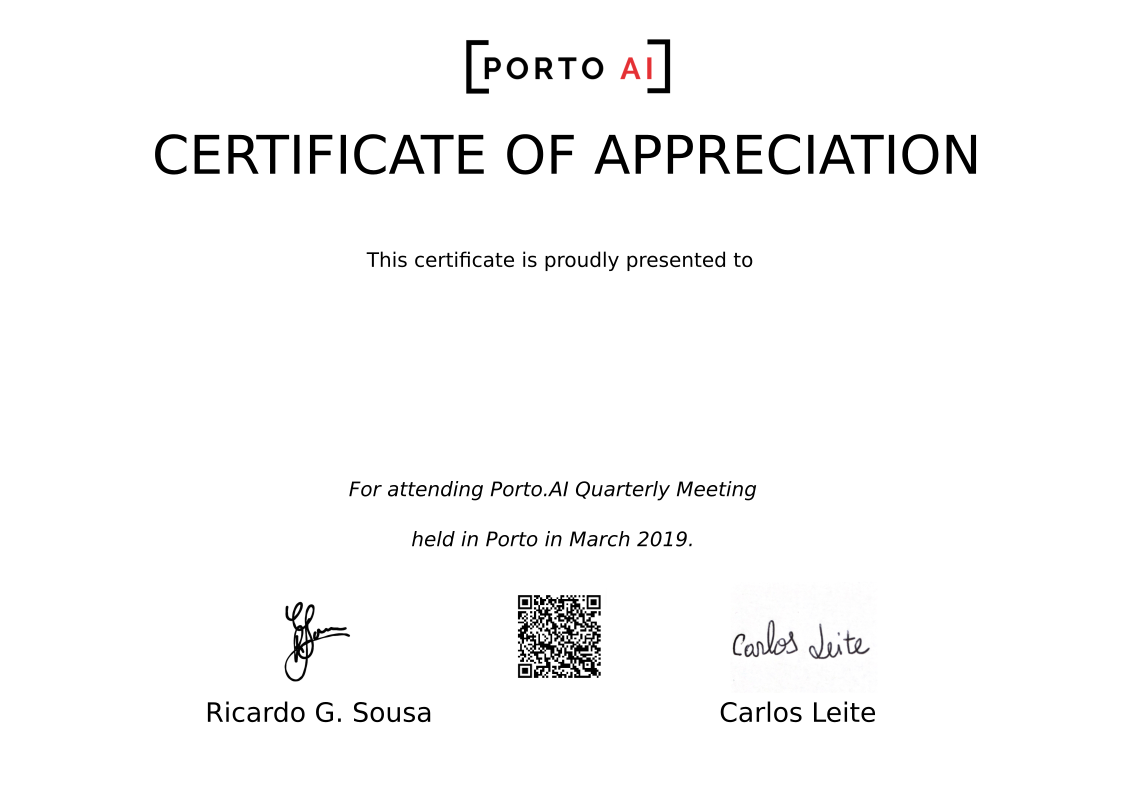 [PORTO AI]
CERTIFICATE OF APPRECIATION
This certificate is proudly presented to
For attending Porto.AI Quarterly Meeting
held in Porto in March 2019.
Carlos Leite
Ricardo G. Sousa
Carlos Leite